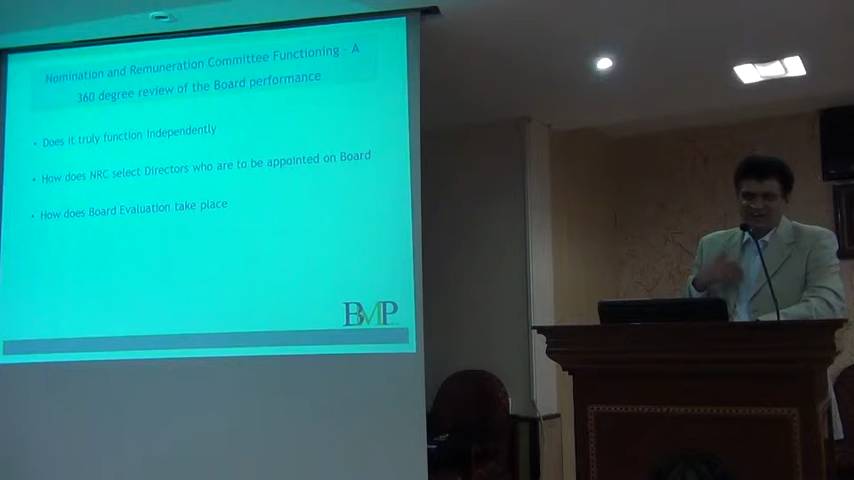 Nomination and Remuneration Committee Functioning - A
360 degree review of the Board performance
• Does it truly function Independently
• How does NRC select Directors who are to be appointed on Board
• How does Board Evaluation take place
BMP